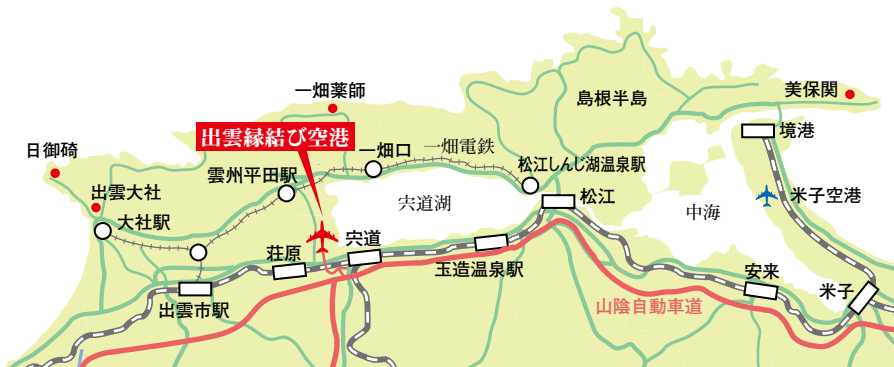 美保関
一畑薬師
島根半島
境港
出雲縁結び空港
一畑電鉄
一畑口
日御碕
松江しんじ湖温泉駅
雲州平田駅
出雲大社
米子空港
松江
宍道湖
中海
大社駅
宍道
荘原
玉造温泉駅
安来
米子
出雲市駅
山陰自動車道